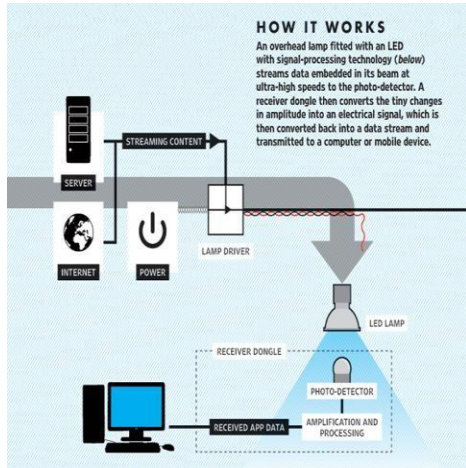 HOW IT WORKS
An overhead lamp fitted with an LED
with signal-processing technology (below)
streams data embedded in its beam at
ultra-high speeds to the photo-detector. A
receiver dongle then converts the tiny changes
in amplitude into an electrical signal, which
is then converted back into a data stream and
transmitted to a computer or mobile device.
STREAMING CONTENT
SERVER
INTERNET
POWER
LAMP DRIVER
LED LAMP
RECEIVER DONGLE
PHOTO-DETECTOR
RECEIVED APP DATA
AMPLIFICATION AND
PROCESSING